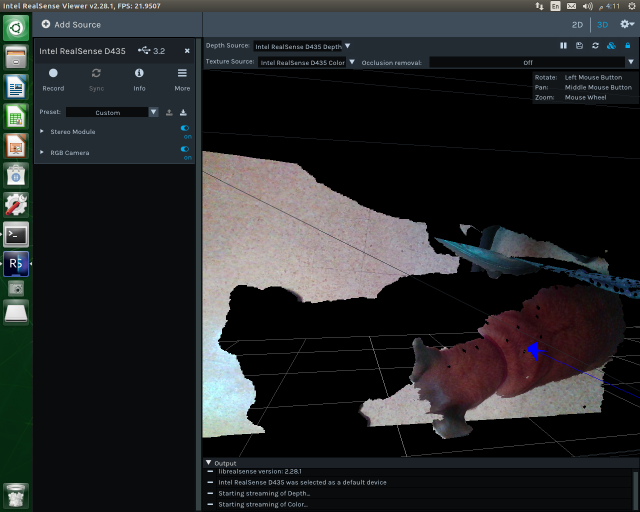 Intel RealSense Viewer v2.28.1, FPS: 21.9507
En
4:11
Add Source
2D
3D
Intel RealSense D435
3.2
Record
Sync
Info
More
Preset:
Custom
Stereo Module
on
RGB Camera
on
Depth Source:
Intel RealSense D435 Depth
Texture Source:
Intel RealSense D435 Color
Occlusion removal:
Off
Rotate: Left Mouse Button
Pan: Middle Mouse Button
Zoom: Mouse Wheel
RS
Output
librealsense version: 2.28.1
Intel RealSense D435 was selected as a default device
Starting streaming of Depth...
Starting streaming of Color...